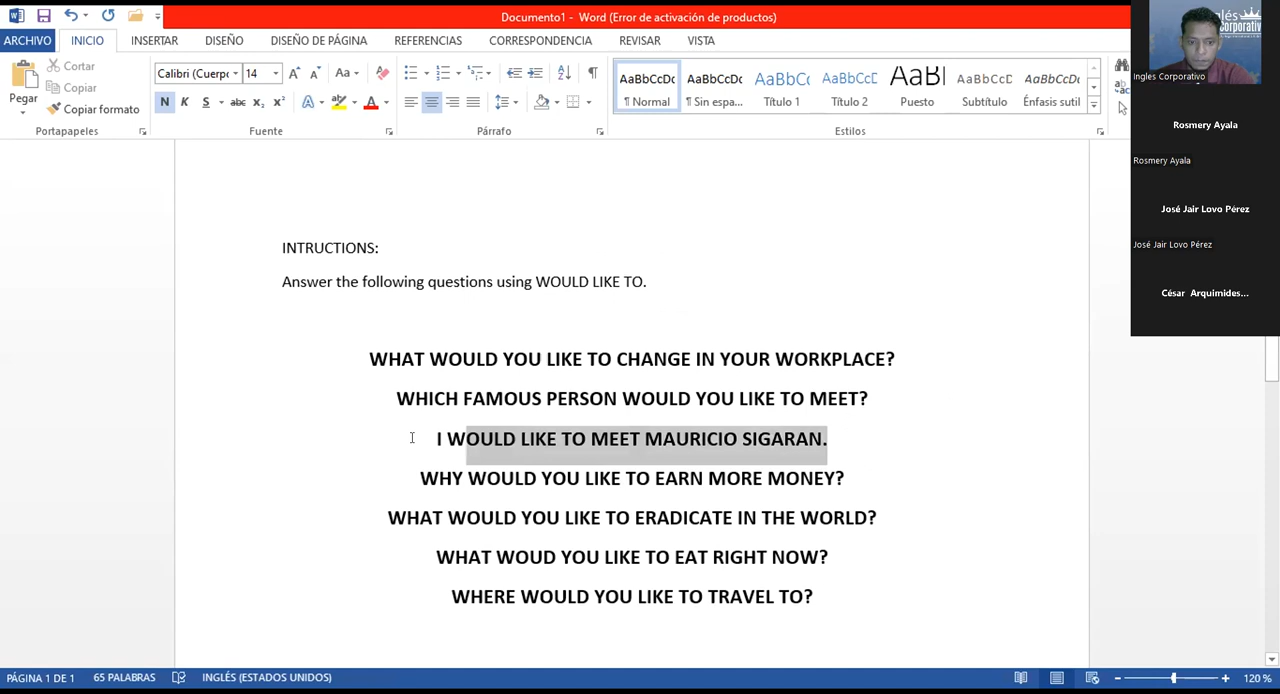 Documento1 - Word (Error de activación de productos)
ARCHIVO INICIO INSERTAR DISEÑO DISEÑO DE PÁGINA REFERENCIAS CORRESPONDENCIA REVISAR VISTA
Pegar
Cortar
Copiar
Copiar formato
Portapapeles
Calibri (Cuerpo 14
N K S abc x₂ x²
Fuente
Párrafo
AaBbCcDc AaBbCcDc AaBbCc AaBbCcD AaB AaBbCcD AaBbCcDc
¶ Normal ¶ Sin espa... Título 1 Título 2 Puesto Subtítulo Énfasis sutil
Estilos
Ingles Corporativo
Rosmery Ayala
Rosmery Ayala
José Jair Lovo Pérez
José Jair Lovo Pérez
César Arquimides...
INTRUCTIONS:
Answer the following questions using WOULD LIKE TO.
WHAT WOULD YOU LIKE TO CHANGE IN YOUR WORKPLACE?
WHICH FAMOUS PERSON WOULD YOU LIKE TO MEET?
I WOULD LIKE TO MEET MAURICIO SIGARAN.
WHY WOULD YOU LIKE TO EARN MORE MONEY?
WHAT WOULD YOU LIKE TO ERADICATE IN THE WORLD?
WHAT WOUD YOU LIKE TO EAT RIGHT NOW?
WHERE WOULD YOU LIKE TO TRAVEL TO?
PÁGINA 1 DE 1 65 PALABRAS INGLÉS (ESTADOS UNIDOS) 120 %